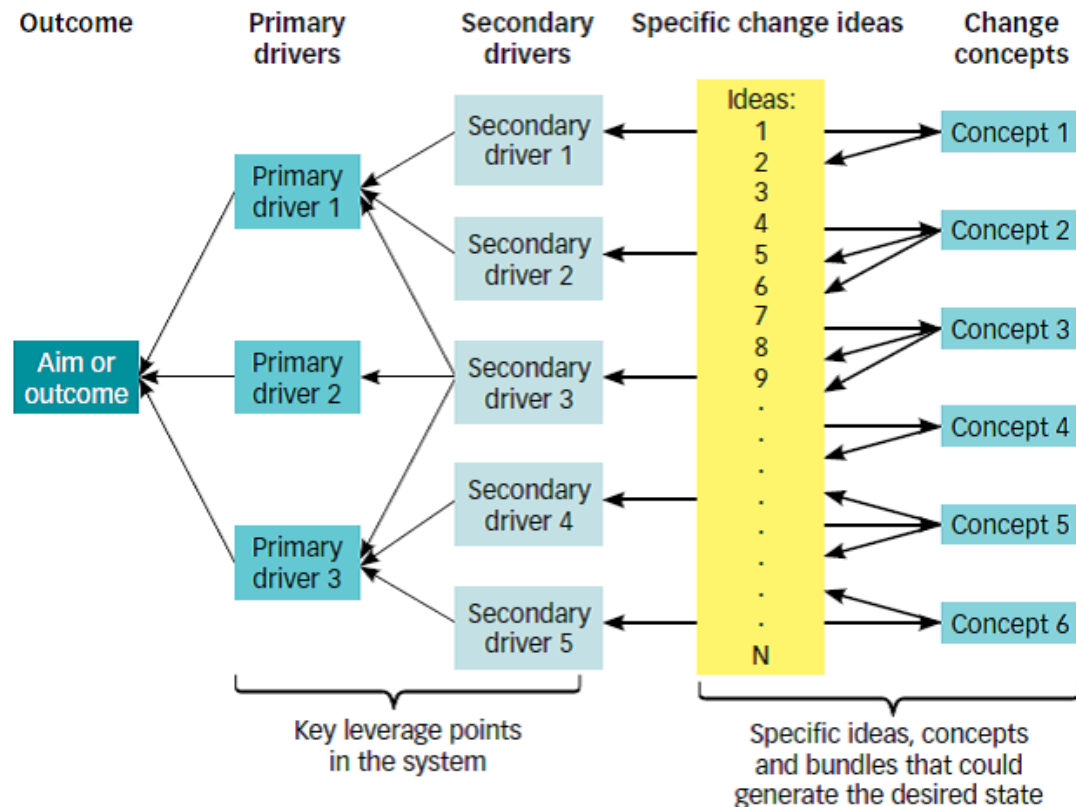 Outcome
Primary
drivers
Secondary
drivers
Specific change ideas
Change
concepts
Aim or
outcome
Primary
driver 1
Primary
driver 2
Primary
driver 3
Secondary
driver 1
Secondary
driver 2
Secondary
driver 3
Secondary
driver 4
Secondary
driver 5
Ideas:
1
2
3
4
5
6
7
8
9
.
.
.
.
.
.
.
.
N
Concept 1
Concept 2
Concept 3
Concept 4
Concept 5
Concept 6
Key leverage points
in the system
Specific ideas, concepts
and bundles that could
generate the desired state